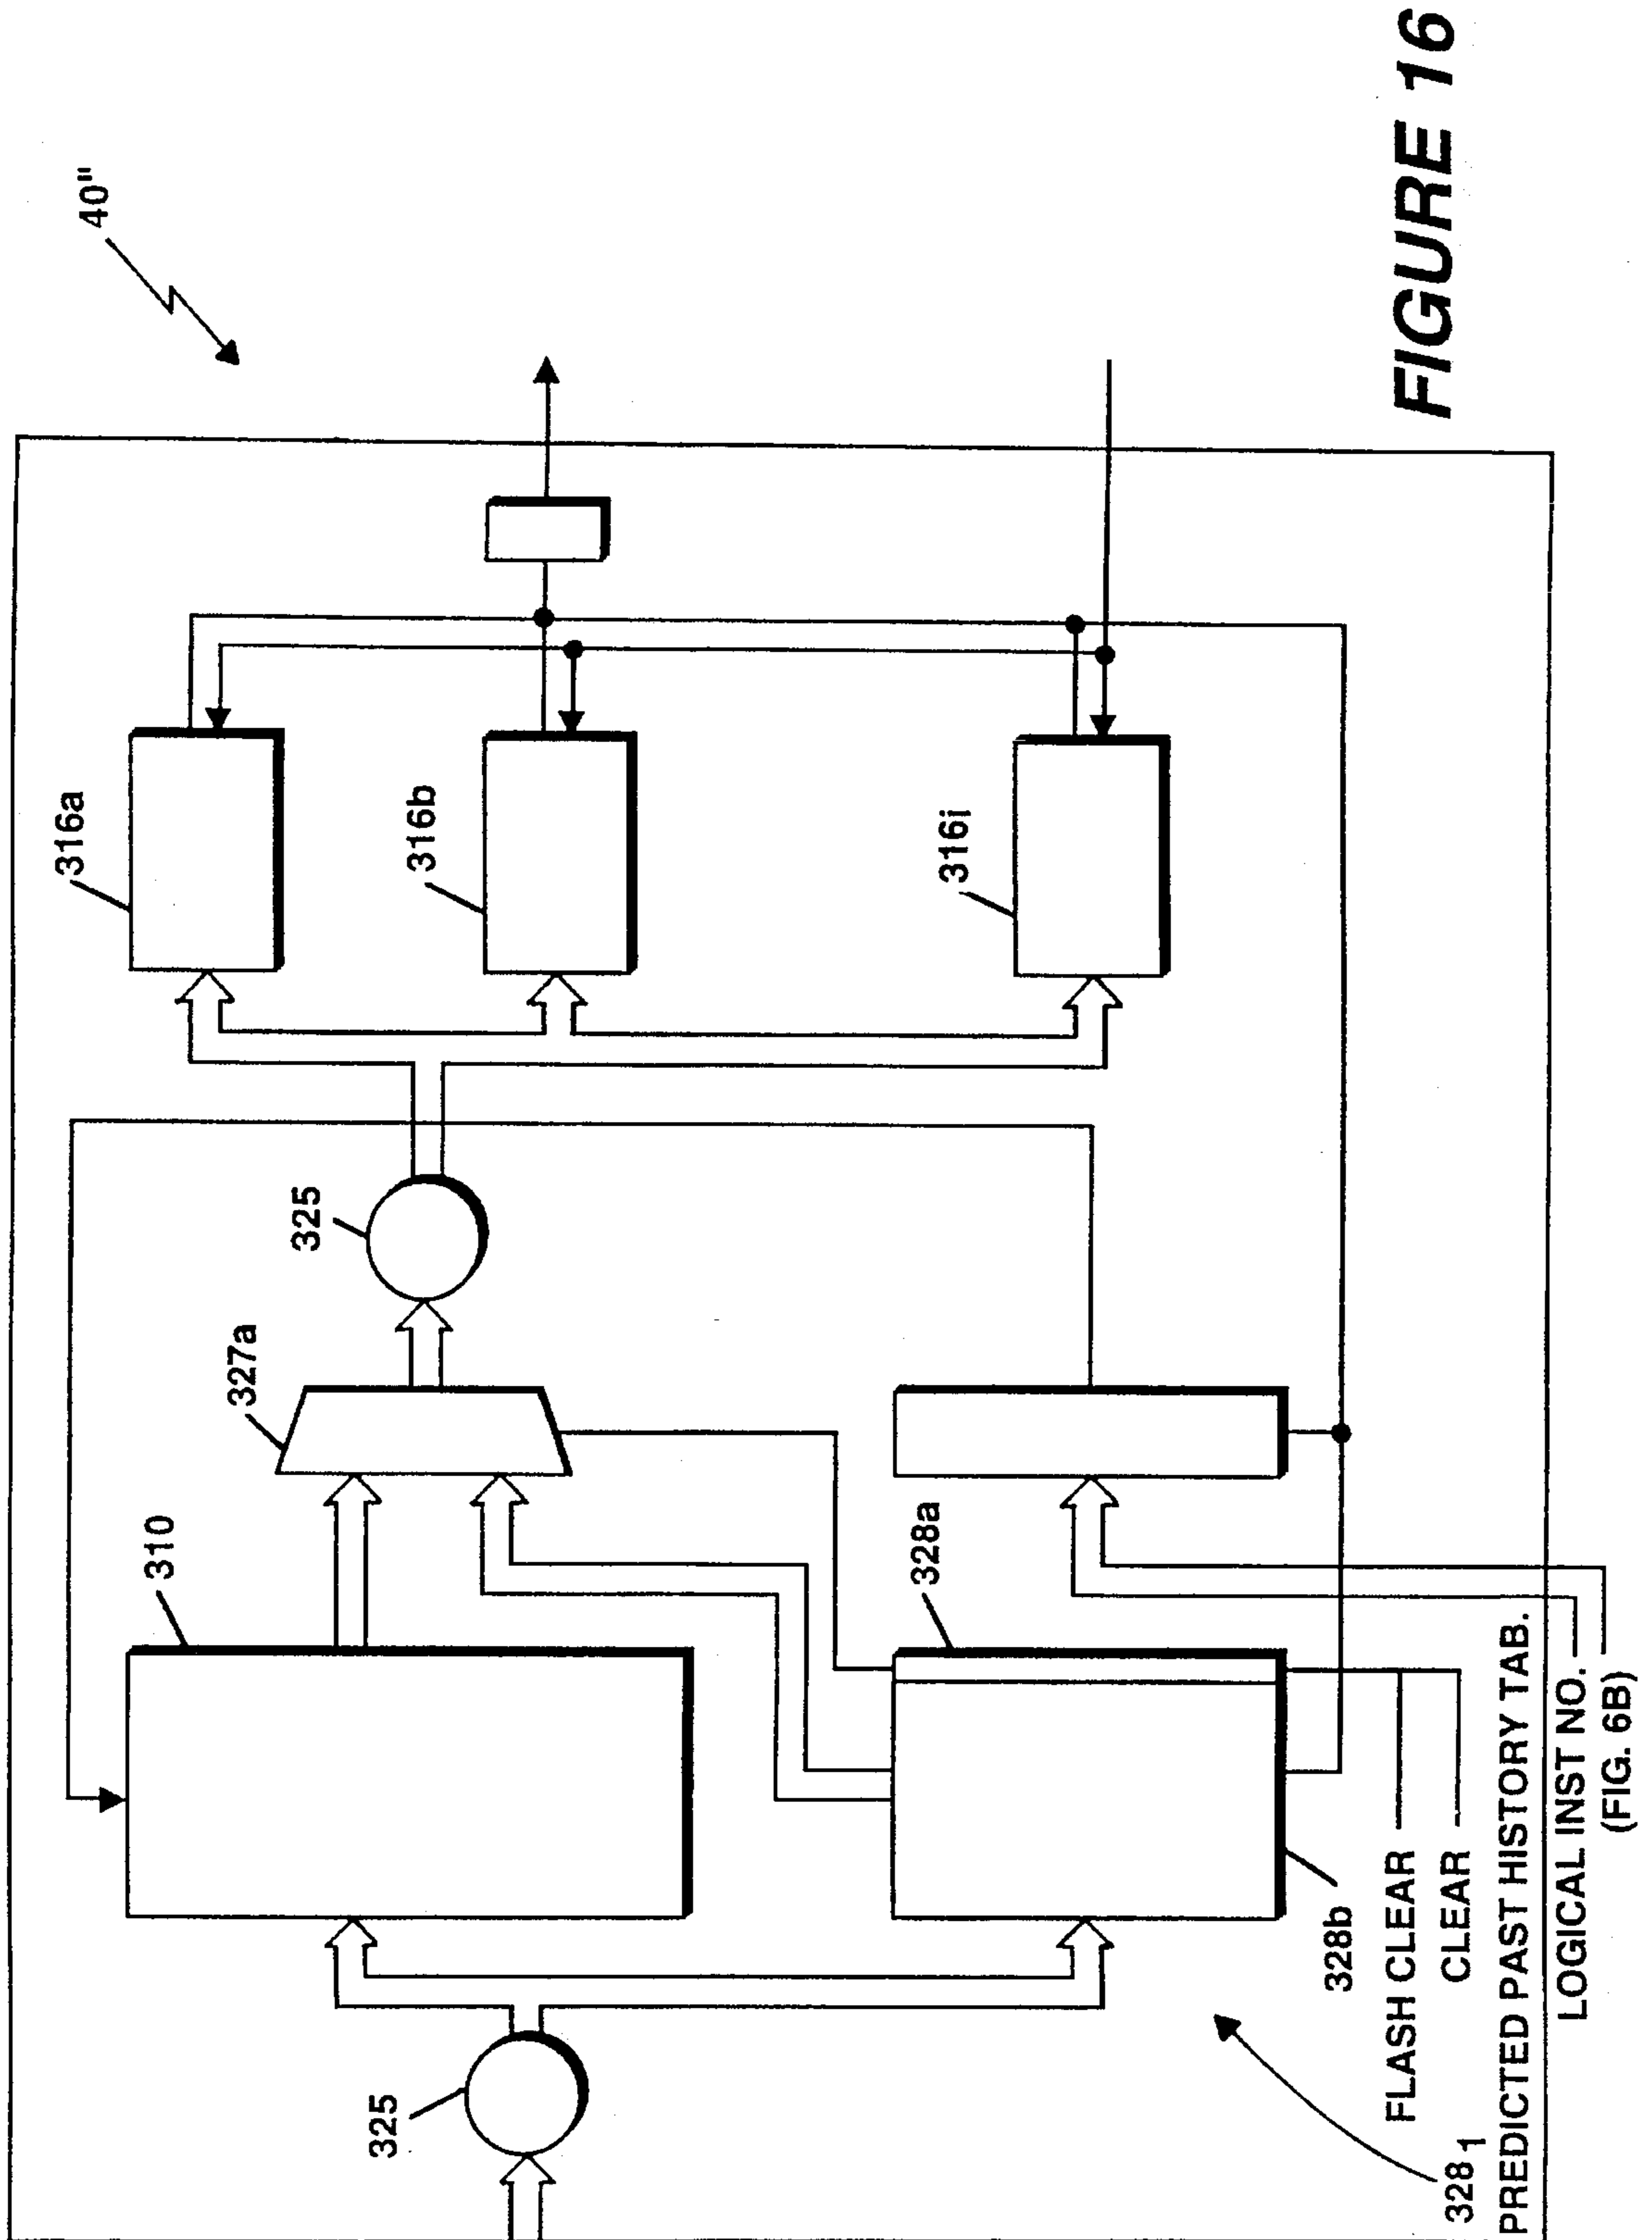 40"
316a
316b
316i
325
327a
310
328a
325
328b
FLASH CLEAR
CLEAR
328 1
PREDICTED PAST HISTORY TAB.
LOGICAL INST NO.
(FIG. 6B)
FIGURE 16